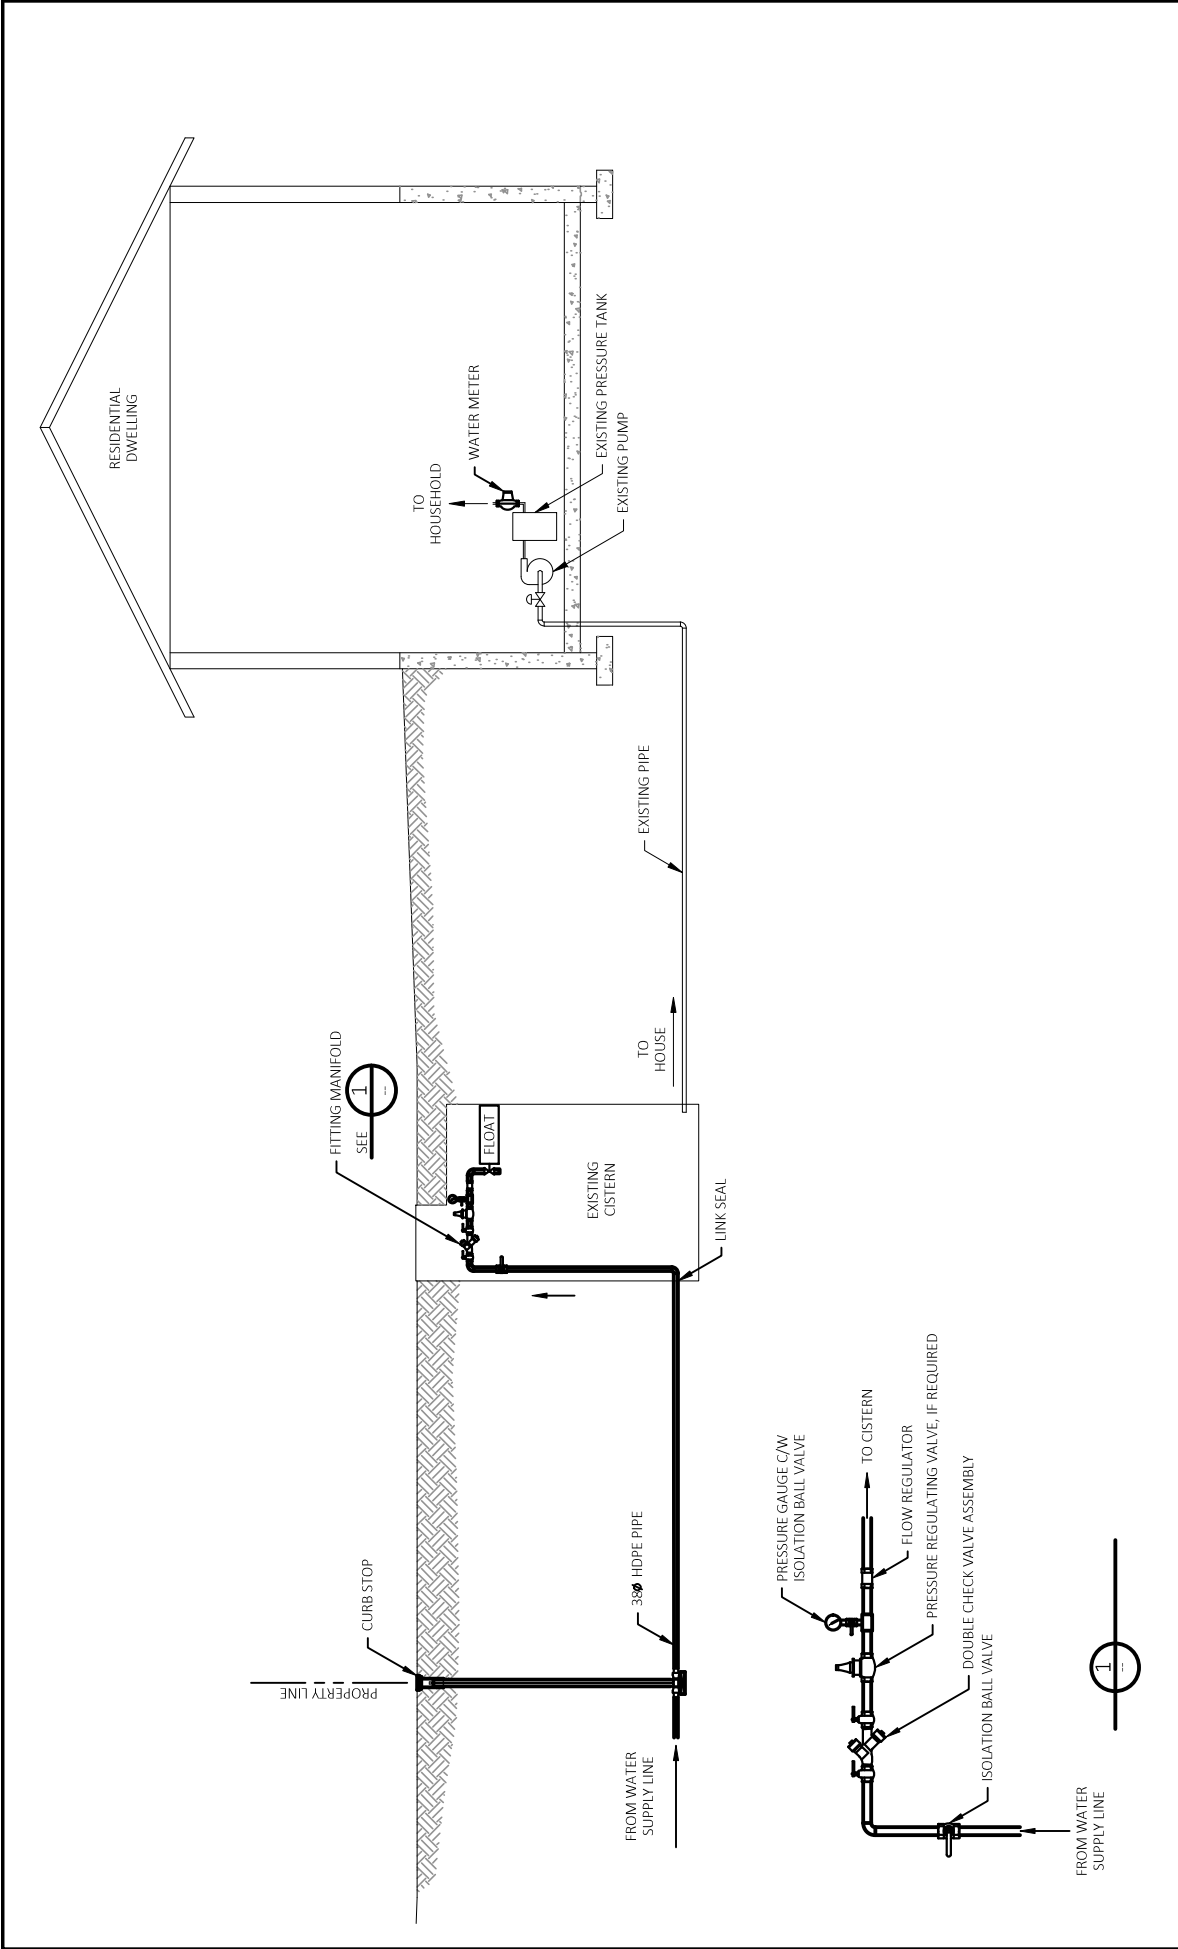 RESIDENTIAL
DWELLING
TO
HOUSEHOLD
WATER METER
EXISTING PRESSURE TANK
EXISTING PUMP
PROPERTY LINE
CURB STOP
FITTING MANIFOLD
SEE
1
--
FLOAT
EXISTING
CISTERN
LINK SEAL
TO
HOUSE
EXISTING PIPE
38Ø HDPE PIPE
FROM WATER
SUPPLY LINE
PRESSURE GAUGE C/W
ISOLATION BALL VALVE
TO CISTERN
FLOW REGULATOR
PRESSURE REGULATING VALVE, IF REQUIRED
DOUBLE CHECK VALVE ASSEMBLY
ISOLATION BALL VALVE
FROM WATER
SUPPLY LINE
1
--